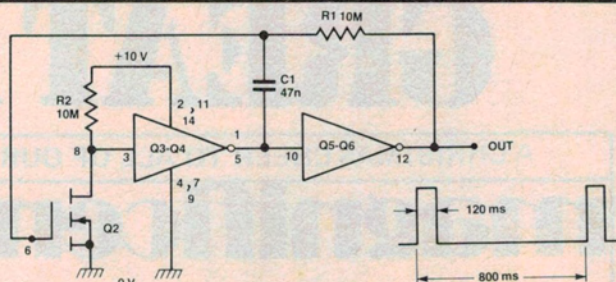 R1 10M
+10 V
R2
10M
C1
47n
2 , 11
14
8
3
Q3-Q4
1
5
10
Q5-Q6
12
OUT
4, 7
9
120 ms
Q2
6
0 V
800 ms